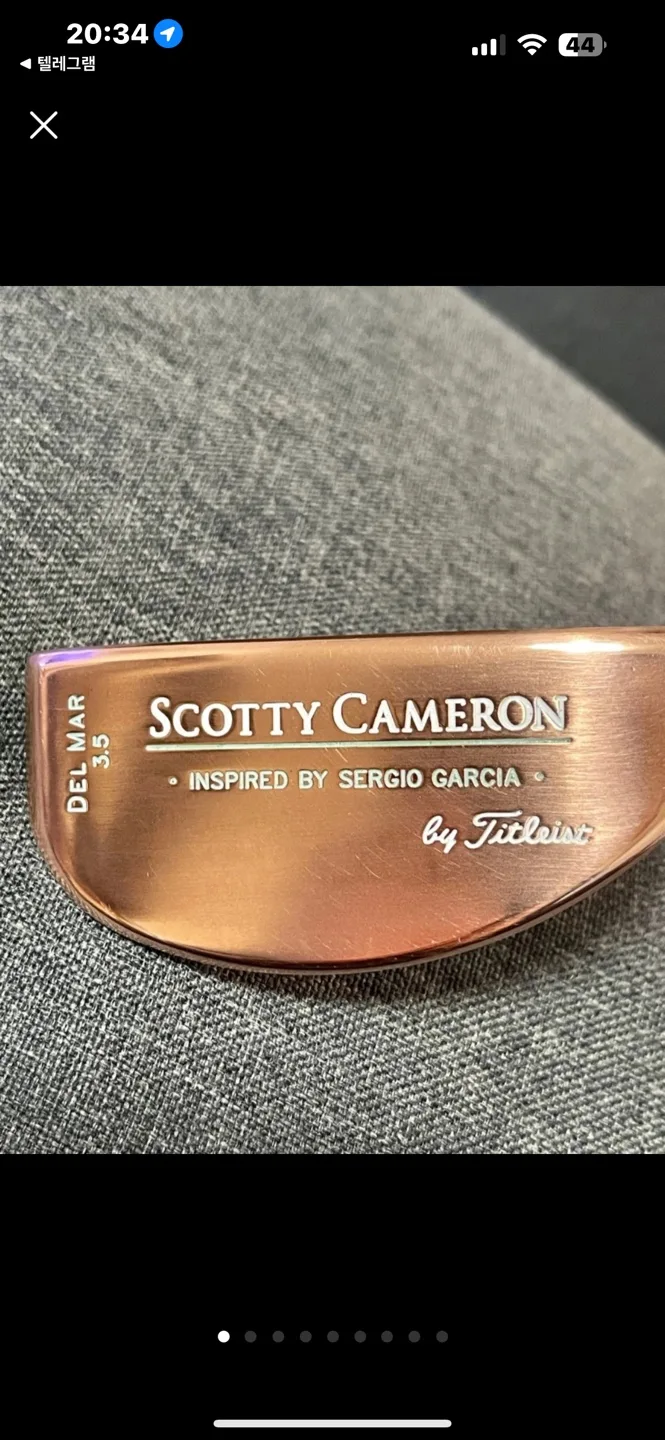 20:34
44
◀ 텔레그램
DEL MAR
3.5
SCOTTY CAMERON
• INSPIRED BY SERGIO GARCIA •
by Titleist